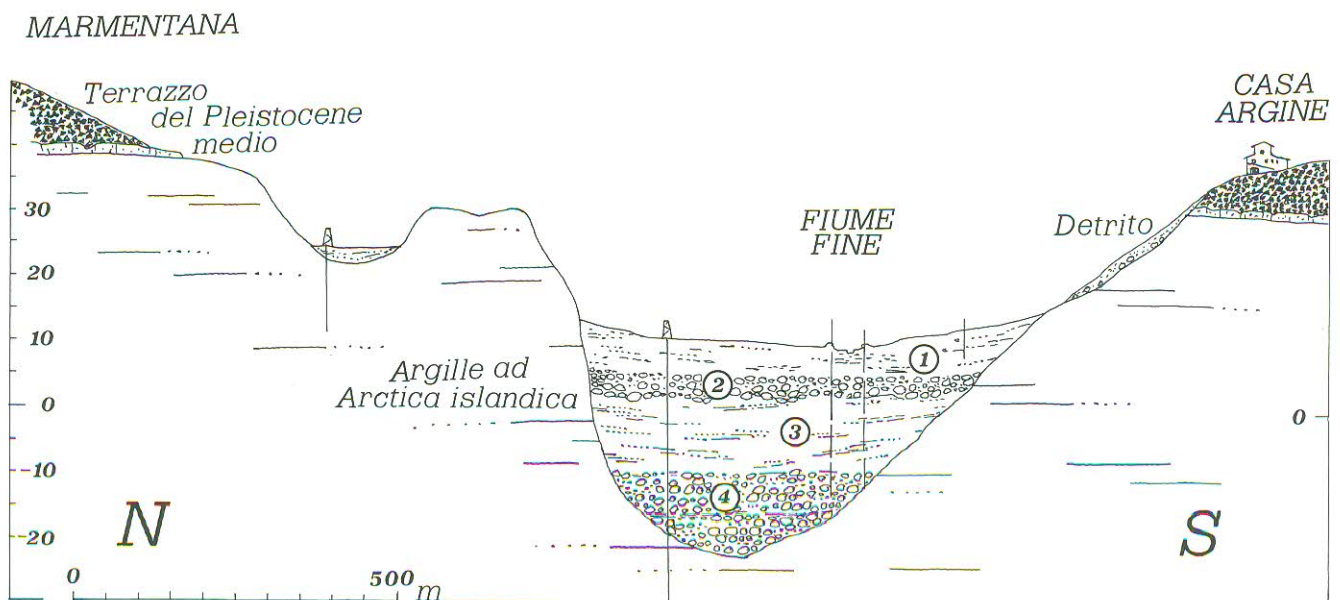 MARMENTANA
Terrazzo
del Pleistocene
medio
CASA
ARGINE
30
FIUME
FINE
Detrito
20
10
1
Argille ad
Arctica islandica
2
0
3
0
-10
4
N
S
-20
0
500 m